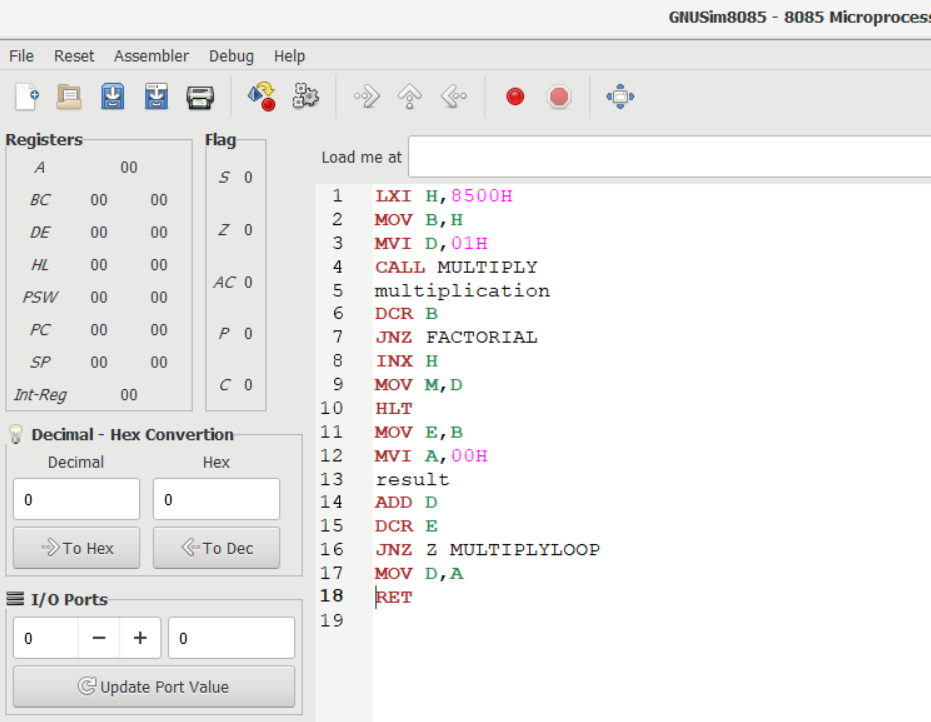 GNUSim8085 - 8085 Microprocess
File Reset Assembler Debug Help
Registers
A 00
BC 00 00
DE 00 00
HL 00 00
PSW 00 00
PC 00 00
SP 00 00
Int-Reg 00
Flag
S 0
Z 0
AC 0
P 0
C 0
Decimal - Hex Convertion
Decimal Hex
0 0
To Hex To Dec
I/O Ports
0 − + 0
Update Port Value
Load me at
1 LXI H,8500H
2 MOV B,H
3 MVI D,01H
4 CALL MULTIPLY
5 multiplication
6 DCR B
7 JNZ FACTORIAL
8 INX H
9 MOV M,D
10 HLT
11 MOV E,B
12 MVI A,00H
13 result
14 ADD D
15 DCR E
16 JNZ Z MULTIPLYLOOP
17 MOV D,A
18 RET
19